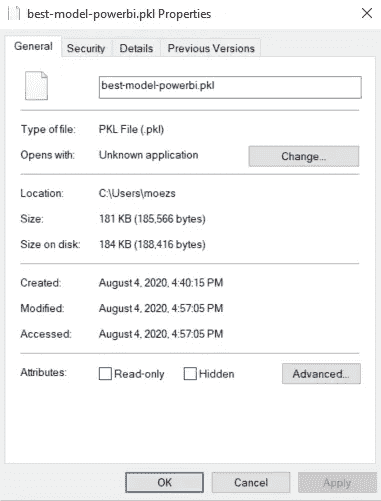 best-model-powerbi.pkl Properties
General Security Details Previous Versions
best-model-powerbi.pkl
Type of file: PKL File (.pkl)
Opens with: Unknown application Change...
Location: C:\Users\moezs
Size: 181 KB (185,566 bytes)
Size on disk: 184 KB (188,416 bytes)
Created: August 4, 2020, 4:40:15 PM
Modified: August 4, 2020, 4:57:05 PM
Accessed: August 4, 2020, 4:57:05 PM
Attributes: Read-only Hidden Advanced...
OK Cancel Apply